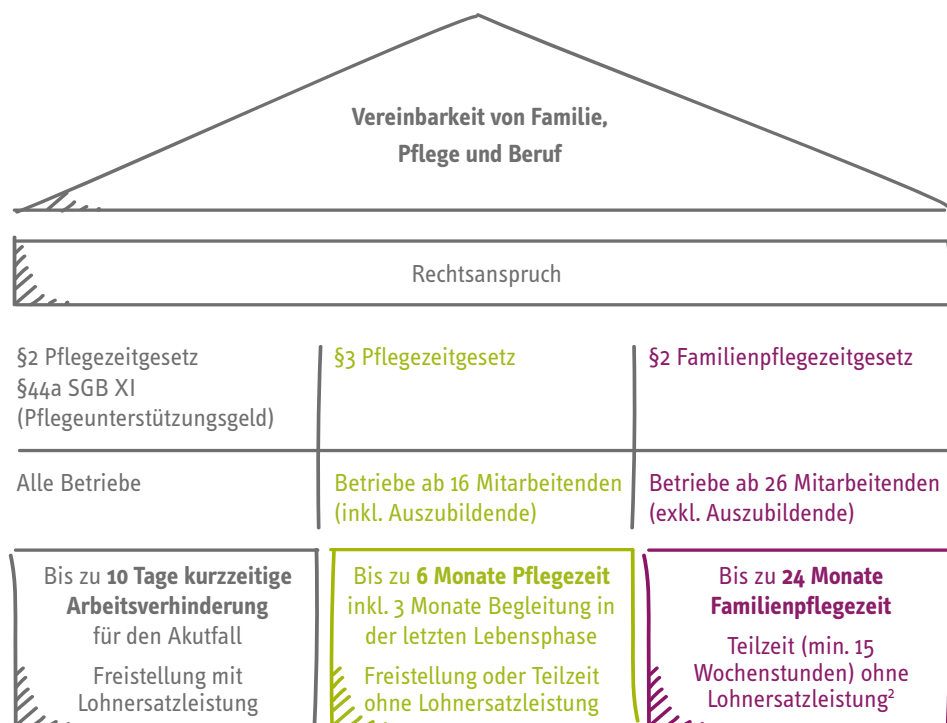 Vereinbarkeit von Familie,
Pflege und Beruf
Rechtsanspruch
§2 Pflegezeitgesetz
§44a SGB XI
(Pflegeunterstützungsgeld)
§3 Pflegezeitgesetz
§2 Familienpflegezeitgesetz
Alle Betriebe
Betriebe ab 16 Mitarbeitenden
(inkl. Auszubildende)
Betriebe ab 26 Mitarbeitenden
(exkl. Auszubildende)
Bis zu 10 Tage kurzzeitige
Arbeitsverhinderung
für den Akutfall
Freistellung mit
Lohnersatzleistung
Bis zu 6 Monate Pflegezeit
inkl. 3 Monate Begleitung in
der letzten Lebensphase
Freistellung oder Teilzeit
ohne Lohnersatzleistung
Bis zu 24 Monate
Familienpflegezeit
Teilzeit (min. 15
Wochenstunden) ohne
Lohnersatzleistung²